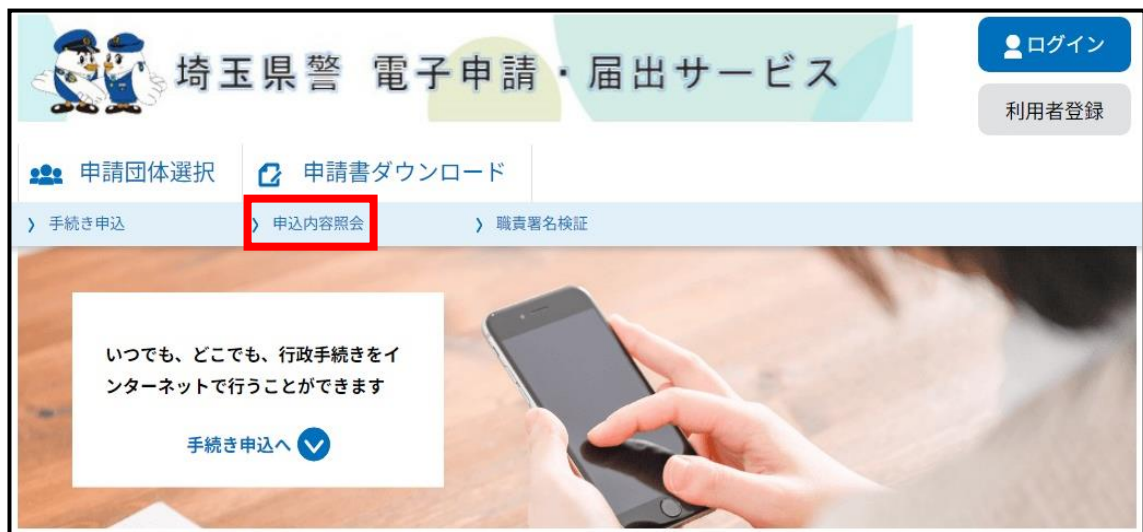 埼玉県警 電子申請・届出サービス
ログイン
利用者登録
申請団体選択
申請書ダウンロード
手続き申込
申込内容照会
職責署名検証
いつでも、どこでも、行政手続きをイ
ンターネットで行うことができます
手続き申込へ